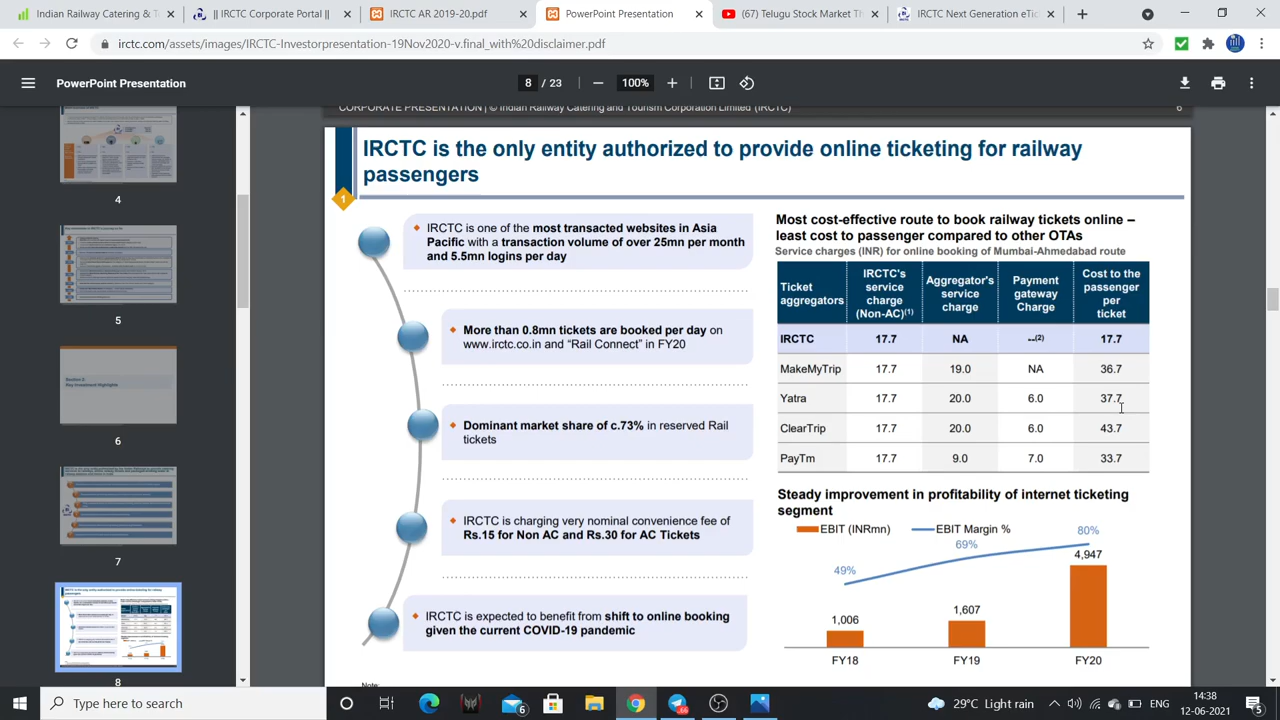 Indian Railway Catering & T
|| IRCTC Corporate Portal ||
IRCTC AR 2019-20.pdf
PowerPoint Presentation
(67) Telugu Stock Market Th
IRCTC Next Generation eTic
irctc.com/assets/images/IRCTC-Investorpresentation-19Nov2020-v.final_with%20disclaimer.pdf
PowerPoint Presentation
8 / 23
100%
CORPORATE PRESENTATION | © Indian Railway Catering and Tourism Corporation Limited (IRCTC)
6
4
5
6
7
8
IRCTC is the only entity authorized to provide online ticketing for railway
passengers
1
IRCTC is one of the most transacted websites in Asia
Pacific with a transaction volume of over 25mn per month
and 5.5mn logins per day
More than 0.8mn tickets are booked per day on
www.irctc.co.in and “Rail Connect” in FY20
Dominant market share of c.73% in reserved Rail
tickets
IRCTC is charging very nominal convenience fee of
Rs.15 for Non AC and Rs.30 for AC Tickets
IRCTC is expected to benefit from shift to online booking
given the current COVID-19 pandemic
Note:
Most cost-effective route to book railway tickets online –
least cost to passenger compared to other OTAs
Service charges (INR) for online booking of Mumbai-Ahmedabad route
Ticket aggregators
IRCTC's service charge (Non-AC)(1)
Aggregator's service charge
Payment gateway Charge
Cost to the passenger per ticket
IRCTC 17.7 NA --(2) 17.7
MakeMyTrip 17.7 19.0 NA 36.7
Yatra 17.7 20.0 6.0 37.7
ClearTrip 17.7 20.0 6.0 43.7
PayTm 17.7 9.0 7.0 33.7
Steady improvement in profitability of internet ticketing
segment
EBIT (INRmn) EBIT Margin %
49% 69% 80%
1,006 1,607 4,947
FY18 FY19 FY20
Type here to search
6
66
29°C Light rain
ENG
14:38
12-06-2021
5